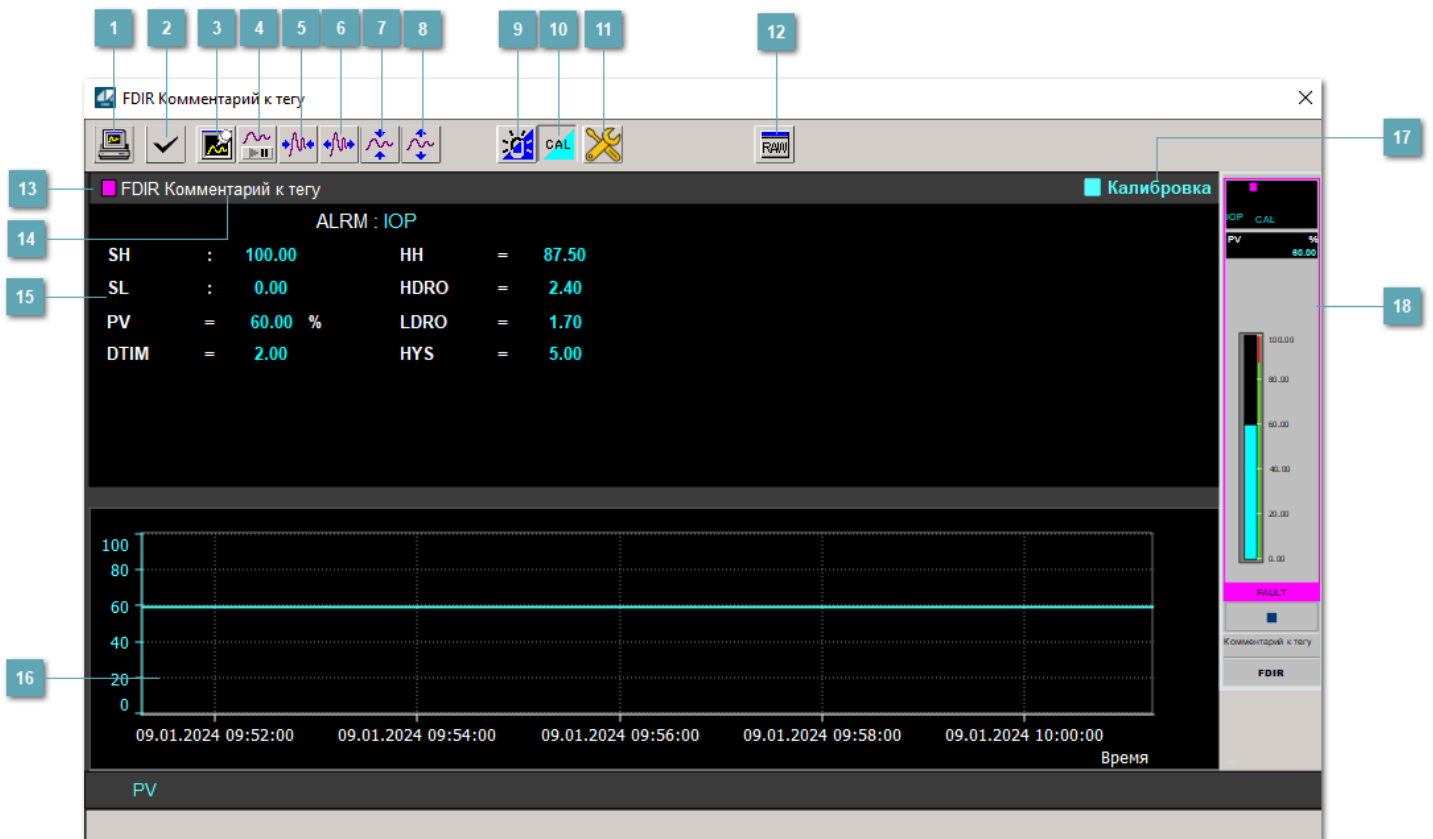 1 2 3 4 5 6 7 8 9 10 11 12
FDIR Комментарий к тегу
CAL RAW
17
13 FDIR Комментарий к тегу Калибровка
14 ALRM : IOP
IOP CAL
SH : 100.00 HH = 87.50
PV %
60.00
15 SL : 0.00 HDRO = 2.40
18
PV = 60.00 % LDRO = 1.70
DTIM = 2.00 HYS = 5.00
100.00
80.00
60.00
40.00
20.00
0.00
FAULT
Комментарий к тегу
FDIR
100
80
60
40
16 20
0
09.01.2024 09:52:00 09.01.2024 09:54:00 09.01.2024 09:56:00 09.01.2024 09:58:00 09.01.2024 10:00:00
Время
PV